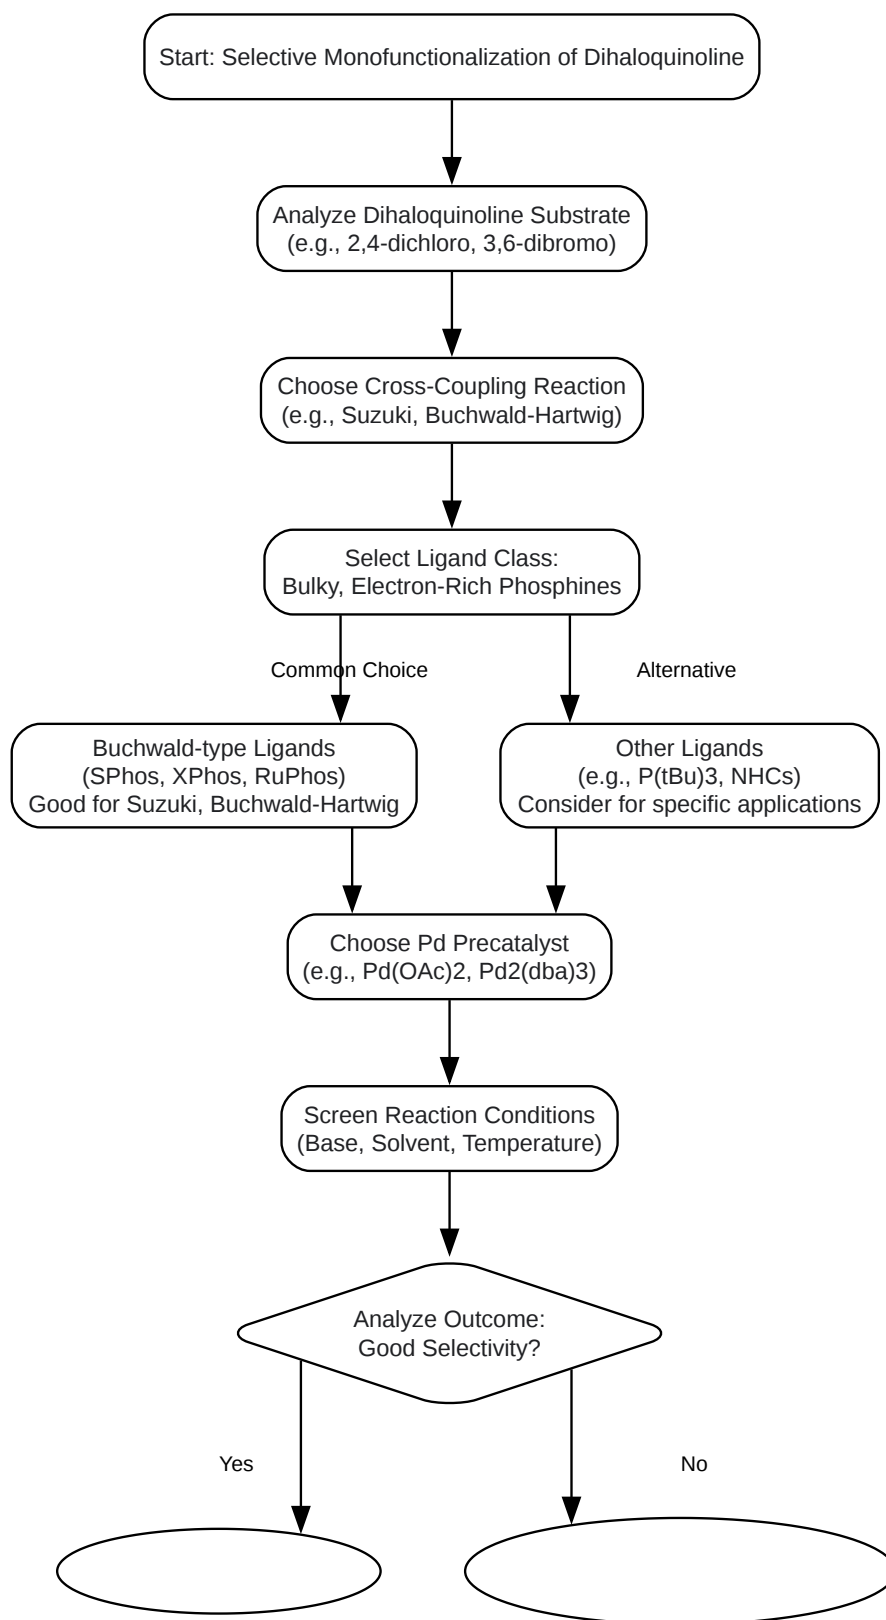 Start: Selective Monofunctionalization of Dihaloquinoline
Analyze Dihaloquinoline Substrate
(e.g., 2,4-dichloro, 3,6-dibromo)
Choose Cross-Coupling Reaction
(e.g., Suzuki, Buchwald-Hartwig)
Select Ligand Class:
Bulky, Electron-Rich Phosphines
Common Choice
Alternative
Buchwald-type Ligands
(SPhos, XPhos, RuPhos)
Good for Suzuki, Buchwald-Hartwig
Other Ligands
(e.g., P(tBu)3, NHCs)
Consider for specific applications
Choose Pd Precatalyst
(e.g., Pd(OAc)2, Pd2(dba)3)
Screen Reaction Conditions
(Base, Solvent, Temperature)
Analyze Outcome:
Good Selectivity?
Yes
No